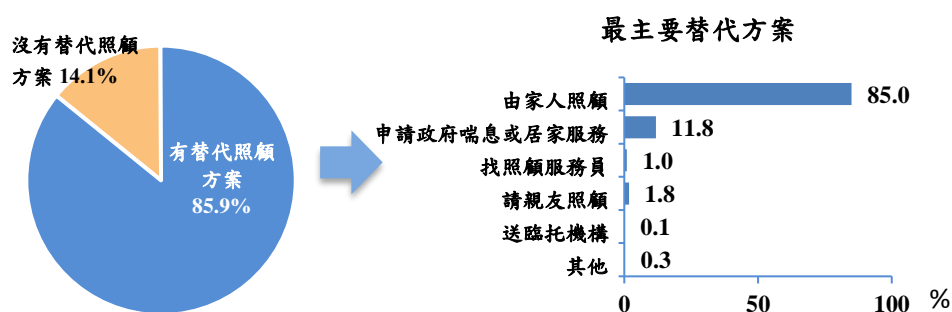 沒有替代照顧
方案 14.1%
有替代照顧
方案
85.9%
最主要替代方案
由家人照顧 85.0
申請政府喘息或居家服務 11.8
找照顧服務員 1.0
請親友照顧 1.8
送臨托機構 0.1
其他 0.3
0 50 100 %